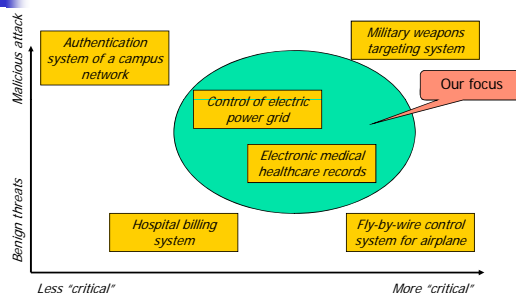 Malicious attack
Authentication
system of a campus
network
Military weapons
targeting system
Our focus
Control of electric
power grid
Electronic medical
healthcare records
Benign threats
Hospital billing
system
Fly-by-wire control
system for airplane
Less "critical"
More "critical"